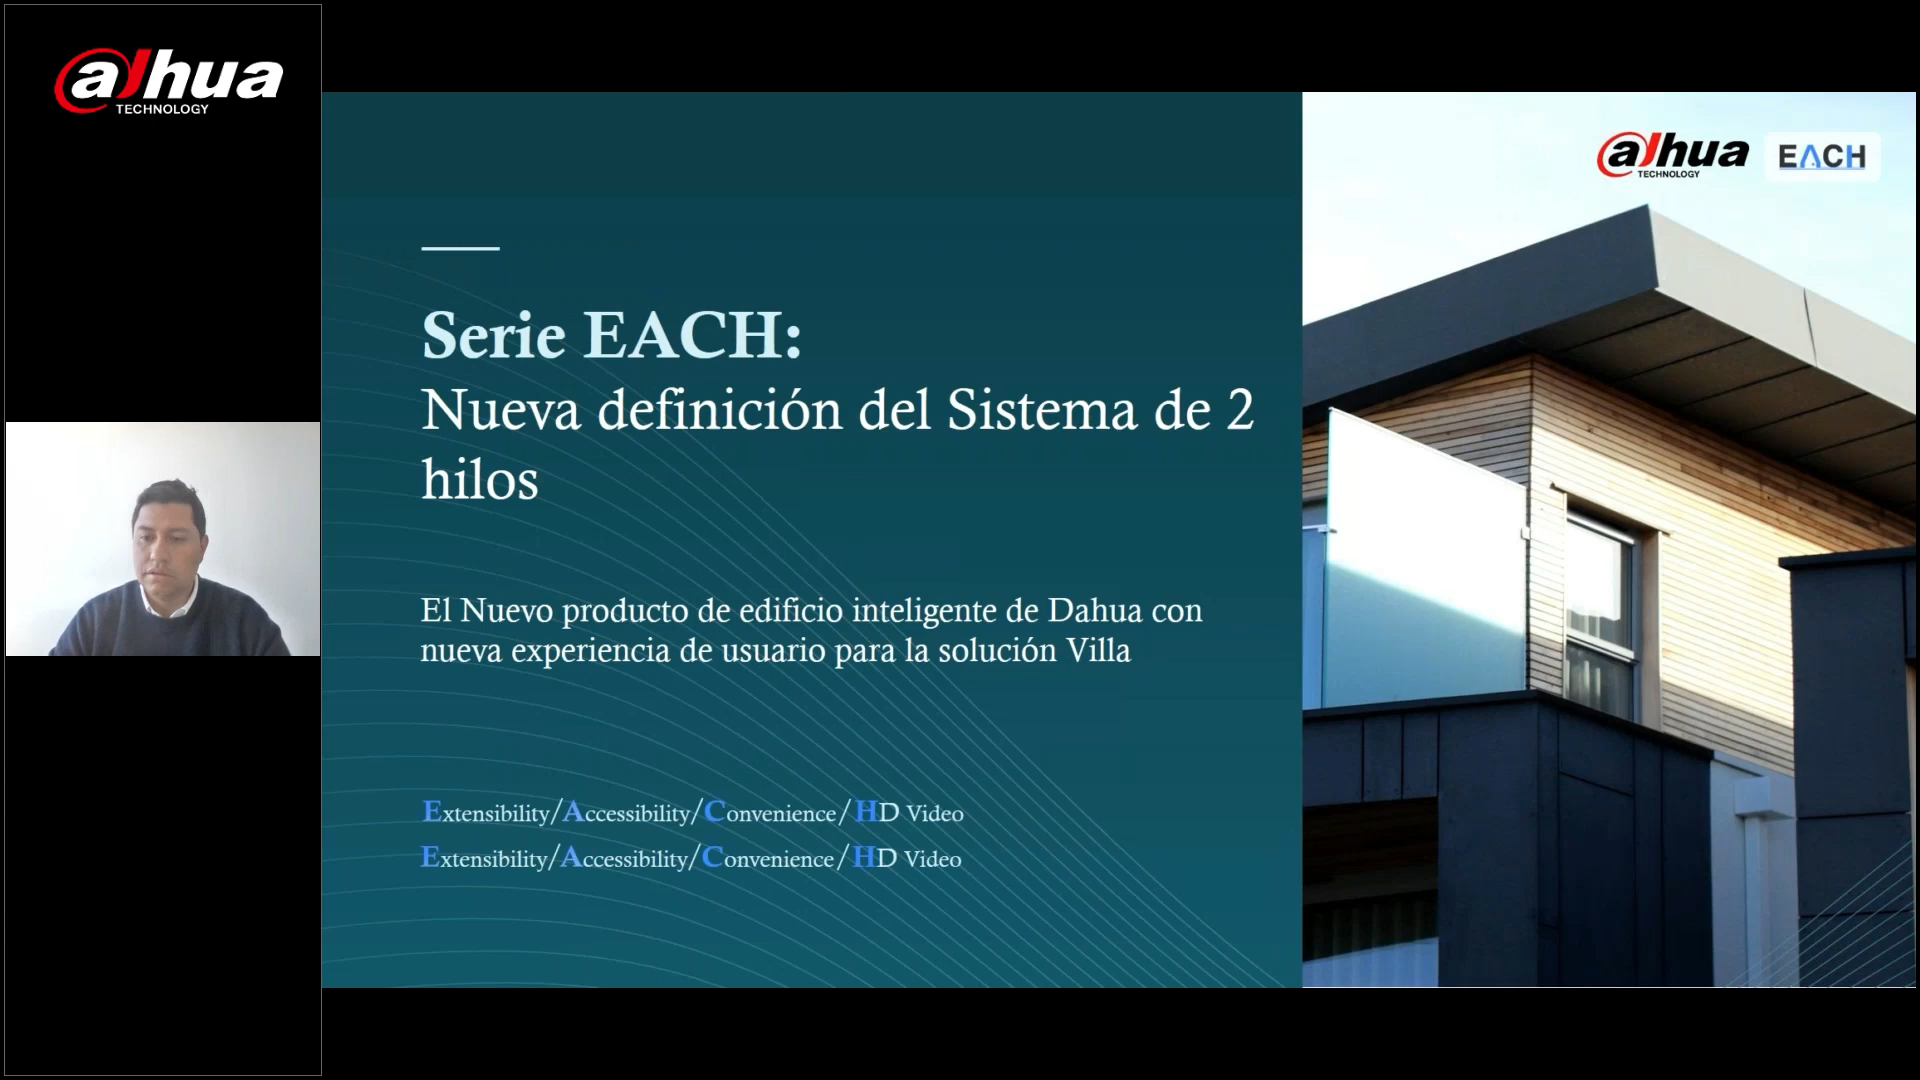 alhua
TECHNOLOGY
alhua
TECHNOLOGY
EACH
Serie EACH:
Nueva definición del Sistema de 2
hilos
El Nuevo producto de edificio inteligente de Dahua con
nueva experiencia de usuario para la solución Villa
Extensibility/Accessibility/Convenience/HD Video
Extensibility/Accessibility/Convenience/HD Video